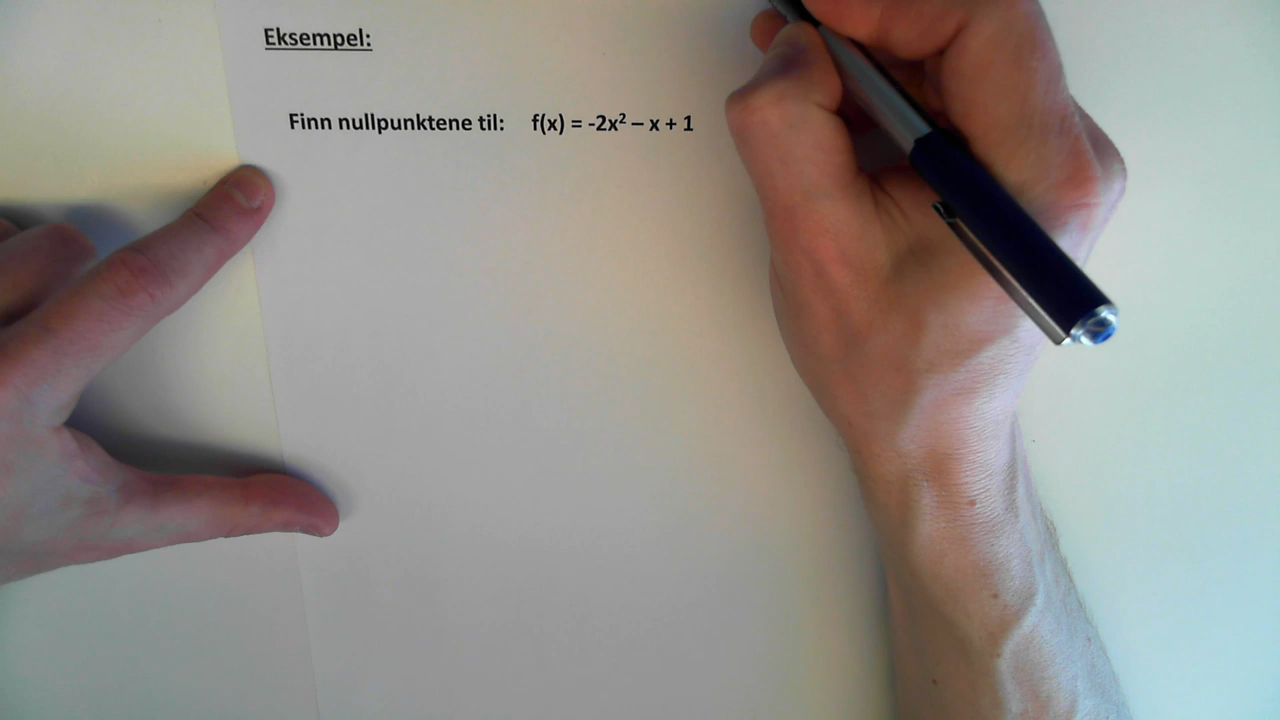 Eksempel:
Finn nullpunktene til: f(x) = -2x² – x + 1